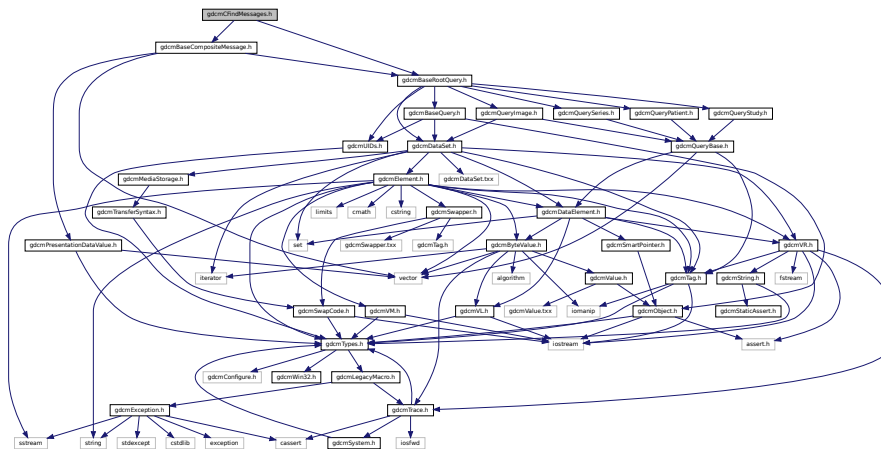 gdcmCFindMessages.h
gdcmBaseCompositeMessage.h
gdcmBaseRootQuery.h
gdcmBaseQuery.h
gdcmQueryImage.h
gdcmQuerySeries.h
gdcmQueryPatient.h
gdcmQueryStudy.h
gdcmUIDs.h
gdcmDataSet.h
gdcmQueryBase.h
gdcmMediaStorage.h
gdcmElement.h
gdcmDataSet.txx
gdcmTransferSyntax.h
limits
cmath
cstring
gdcmSwapper.h
gdcmDataElement.h
gdcmPresentationDataValue.h
set
gdcmSwapper.txx
gdcmTag.h
gdcmByteValue.h
gdcmSmartPointer.h
gdcmVR.h
iterator
vector
algorithm
gdcmValue.h
gdcmTag.h
gdcmString.h
fstream
gdcmSwapCode.h
gdcmVM.h
gdcmVL.h
gdcmValue.txx
iomanip
gdcmObject.h
gdcmStaticAssert.h
gdcmTypes.h
iostream
assert.h
gdcmConfigure.h
gdcmWin32.h
gdcmLegacyMacro.h
gdcmException.h
gdcmTrace.h
sstream
string
stdexcept
cstdlib
exception
cassert
gdcmSystem.h
iosfwd